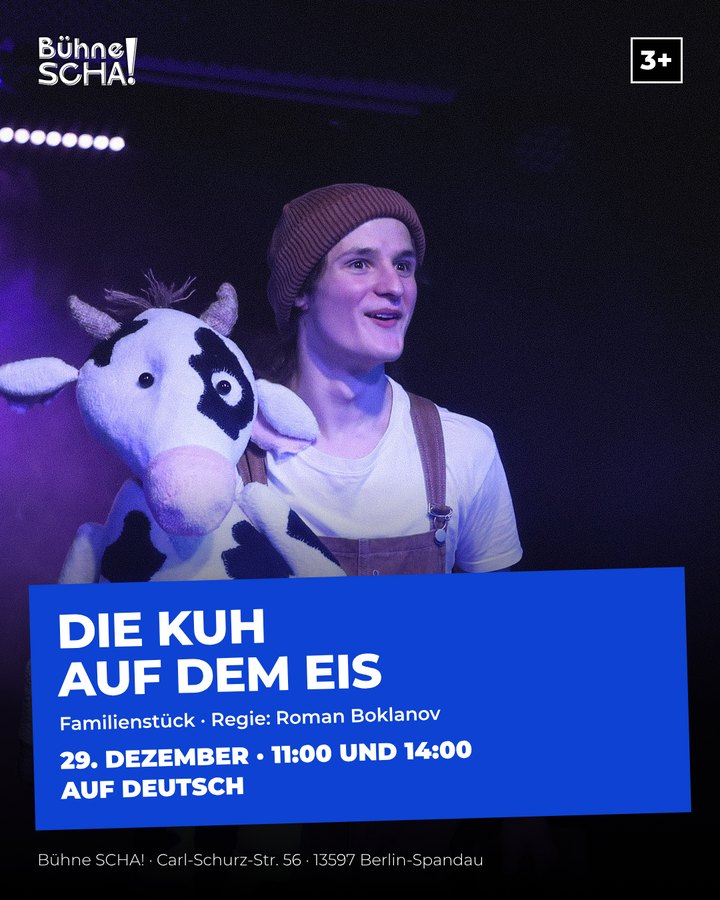 Bühne
SCHA!
3+
DIE KUH
AUF DEM EIS
Familienstück · Regie: Roman Boklanov
29. DEZEMBER · 11:00 UND 14:00
AUF DEUTSCH
Bühne SCHA! · Carl-Schurz-Str. 56 · 13597 Berlin-Spandau